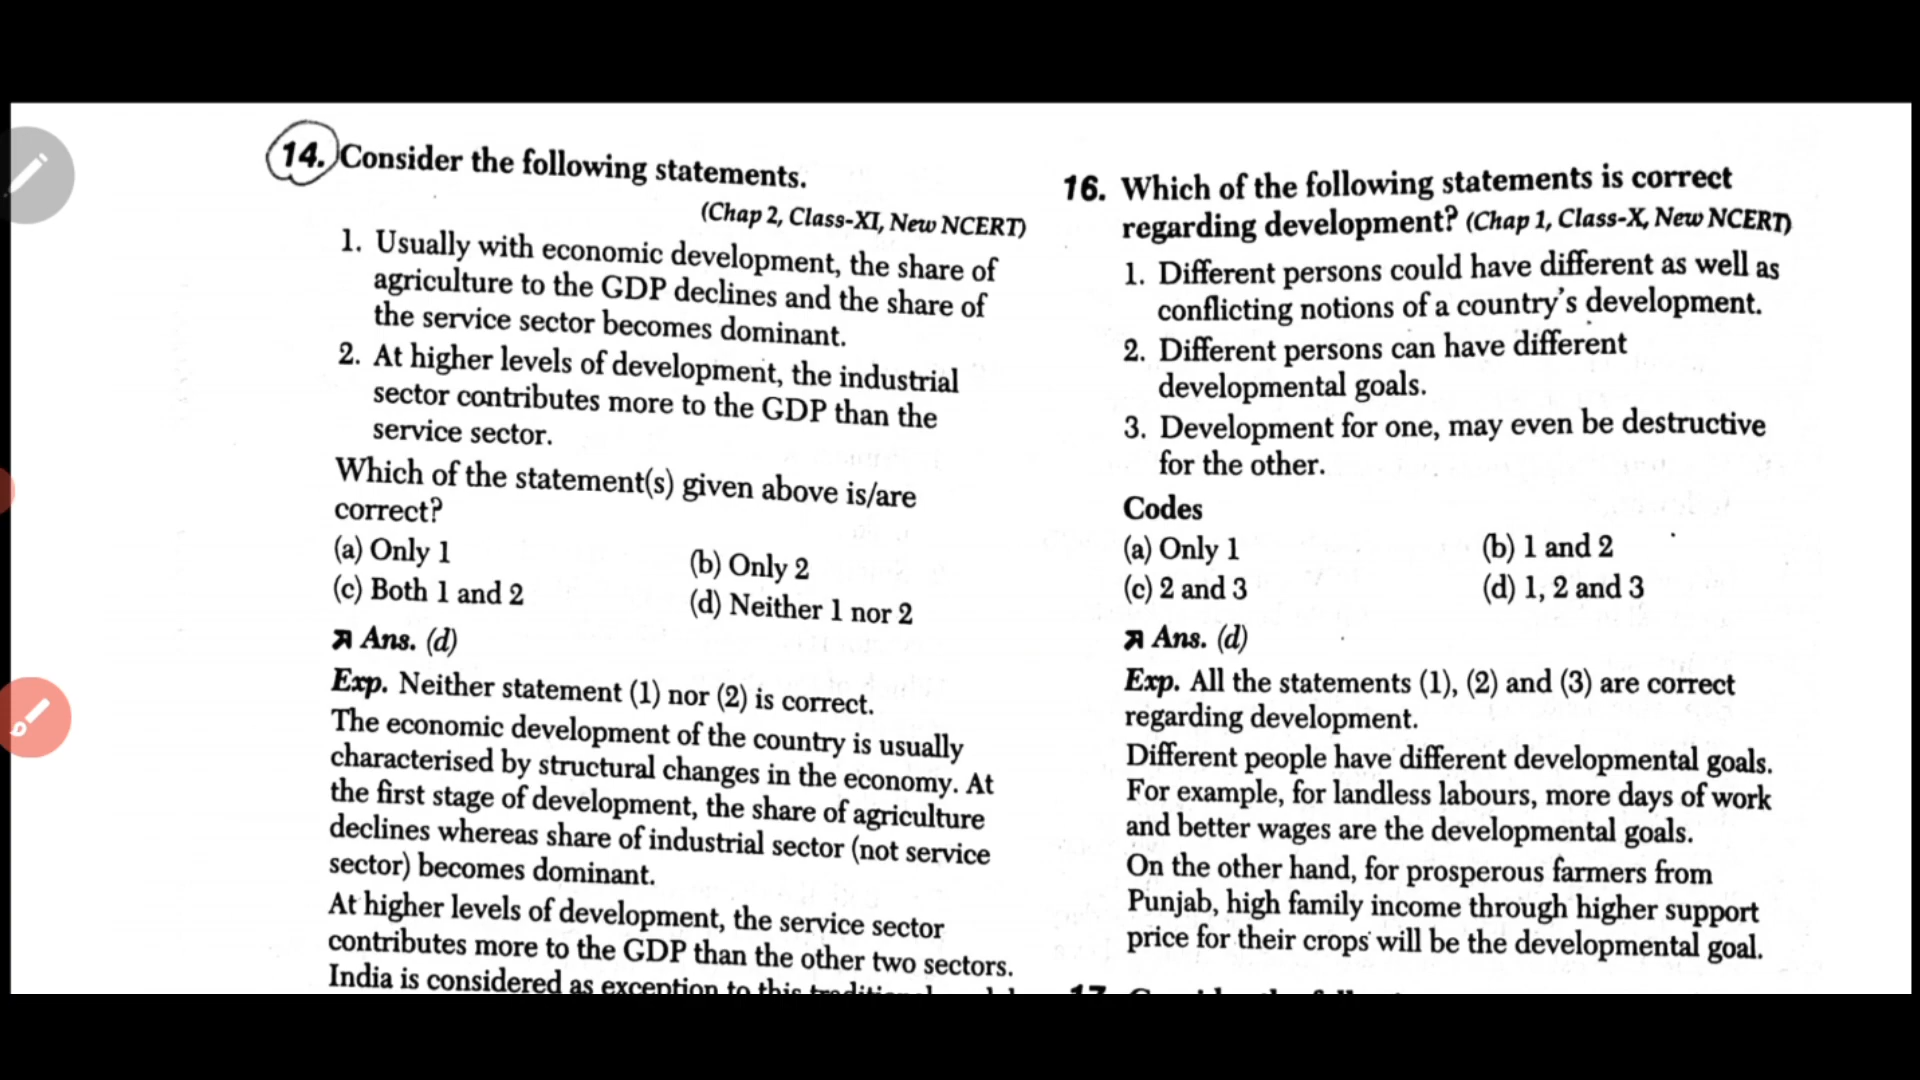 14. Consider the following statements.
(Chap 2, Class-XI, New NCERT)
1. Usually with economic development, the share of
agriculture to the GDP declines and the share of
the service sector becomes dominant.
2. At higher levels of development, the industrial
sector contributes more to the GDP than the
service sector.
Which of the statement(s) given above is/are
correct?
(a) Only 1 (b) Only 2
(c) Both 1 and 2 (d) Neither 1 nor 2
Ans. (d)
Exp. Neither statement (1) nor (2) is correct.
The economic development of the country is usually
characterised by structural changes in the economy. At
the first stage of development, the share of agriculture
declines whereas share of industrial sector (not service
sector) becomes dominant.
At higher levels of development, the service sector
contributes more to the GDP than the other two sectors.
India is considered as exception to this
16. Which of the following statements is correct
regarding development? (Chap 1, Class-X, New NCERT)
1. Different persons could have different as well as
conflicting notions of a country's development.
2. Different persons can have different
developmental goals.
3. Development for one, may even be destructive
for the other.
Codes
(a) Only 1 (b) 1 and 2
(c) 2 and 3 (d) 1, 2 and 3
Ans. (d)
Exp. All the statements (1), (2) and (3) are correct
regarding development.
Different people have different developmental goals.
For example, for landless labours, more days of work
and better wages are the developmental goals.
On the other hand, for prosperous farmers from
Punjab, high family income through higher support
price for their crops will be the developmental goal.